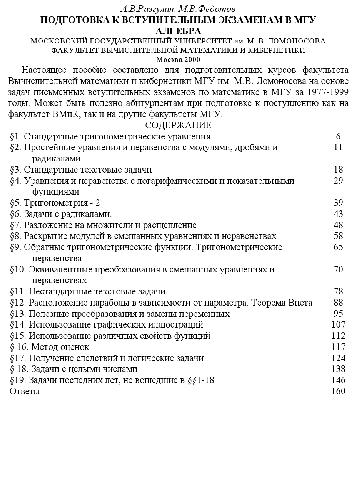 А.В.Разгулин М.В.Федотов
ПОДГОТОВКА К ВСТУПИТЕЛЬНЫМ ЭКЗАМЕНАМ В МГУ
АЛГЕБРА
МОСКОВСКИЙ ГОСУДАРСТВЕННЫЙ УНИВЕРСИТЕТ им. М. В. ЛОМОНОСОВА
ФАКУЛЬТЕТ ВЫЧИСЛИТЕЛЬНОЙ МАТЕМАТИКИ И КИБЕРНЕТИКИ
Москва 2000
Настоящее пособие составлено для подготовительных курсов факультета
Вычислительной математики и кибернетики МГУ им. М.В. Ломоносова на основе
задач письменных вступительных экзаменов по математике в МГУ за 1977-1999
годы. Может быть полезно абитуриентам при подготовке к поступлению как на
факультет ВМиК, так и на другие факультеты МГУ.
СОДЕРЖАНИЕ
§1. Стандартные тригонометрические уравнения 6
§2. Простейшие уравнения и неравенства с модулями, дробями и
радикалами 11
§3. Стандартные текстовые задачи 18
§4. Уравнения и неравенства с логарифмическими и показательными 29
функциями
§5. Тригонометрия - 2 39
§6. Задачи с радикалами. 43
§7. Разложение на множители и расщепление 48
§8. Раскрытие модулей в смешанных уравнениях и неравенствах 58
§9. Обратные тригонометрические функции. Тригонометрические 65
неравенства
§10. Эквивалентные преобразования в смешанных уравнениях и 70
неравенствах
§11. Нестандартные текстовые задачи 78
§12. Расположение параболы в зависимости от параметра. Теорема Виета 88
§13. Полезные преобразования и замены переменных 95
§14. Использование графических иллюстраций 107
§15. Использование различных свойств функций 112
§16. Метод оценок 117
§17. Получение следствий и логические задачи 124
§18. Задачи с целыми числами 138
§19. Задачи последних лет, не вошедшие в §§1-18 146
Ответы 160